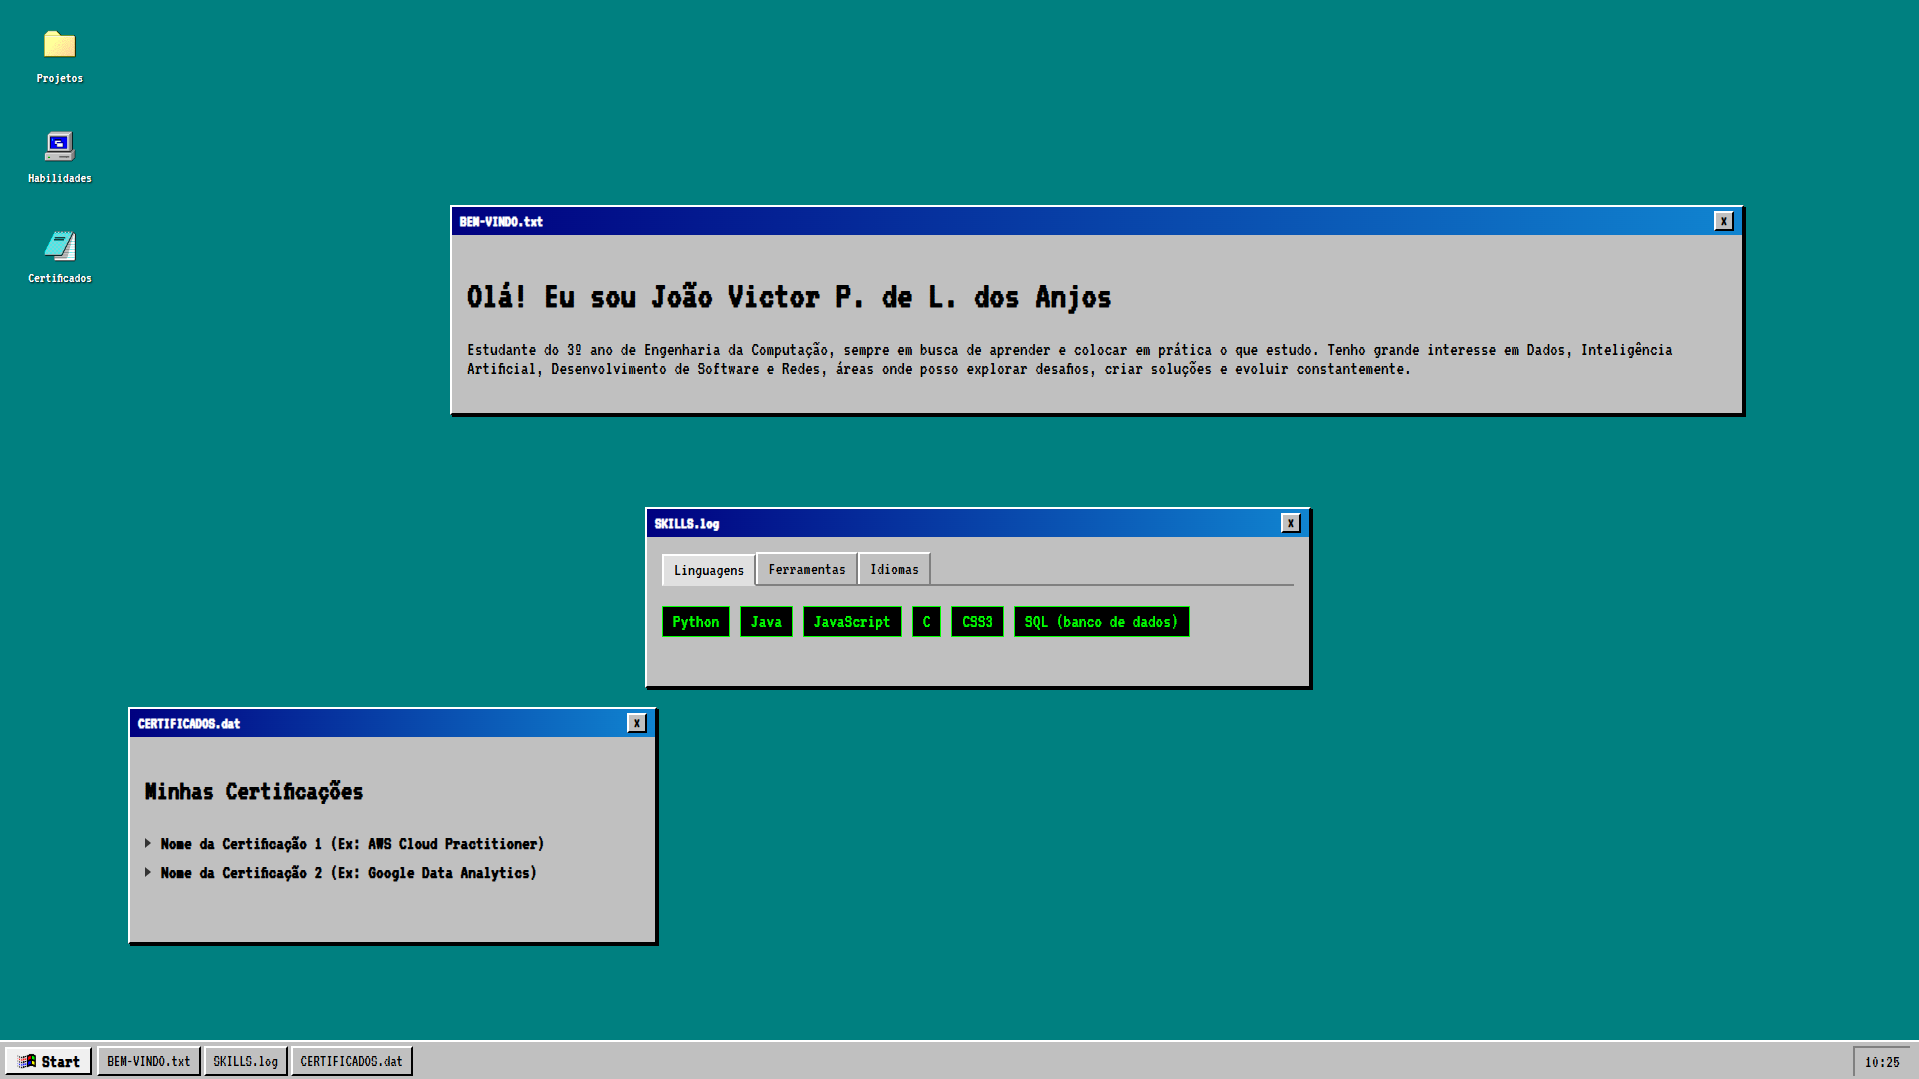 Projetos
Habilidades
Certificados
BEM-VINDO.txt
X
Olá! Eu sou João Victor P. de L. dos Anjos
Estudante do 3º ano de Engenharia da Computação, sempre em busca de aprender e colocar em prática o que estudo. Tenho grande interesse em Dados, Inteligência
Artificial, Desenvolvimento de Software e Redes, áreas onde posso explorar desafios, criar soluções e evoluir constantemente.
SKILLS.log
X
Linguagens Ferramentas Idiomas
Python Java JavaScript C CSS3 SQL (banco de dados)
CERTIFICADOS.dat
X
Minhas Certificações
Nome da Certificação 1 (Ex: AWS Cloud Practitioner)
Nome da Certificação 2 (Ex: Google Data Analytics)
Start BEM-VINDO.txt SKILLS.log CERTIFICADOS.dat 10:25